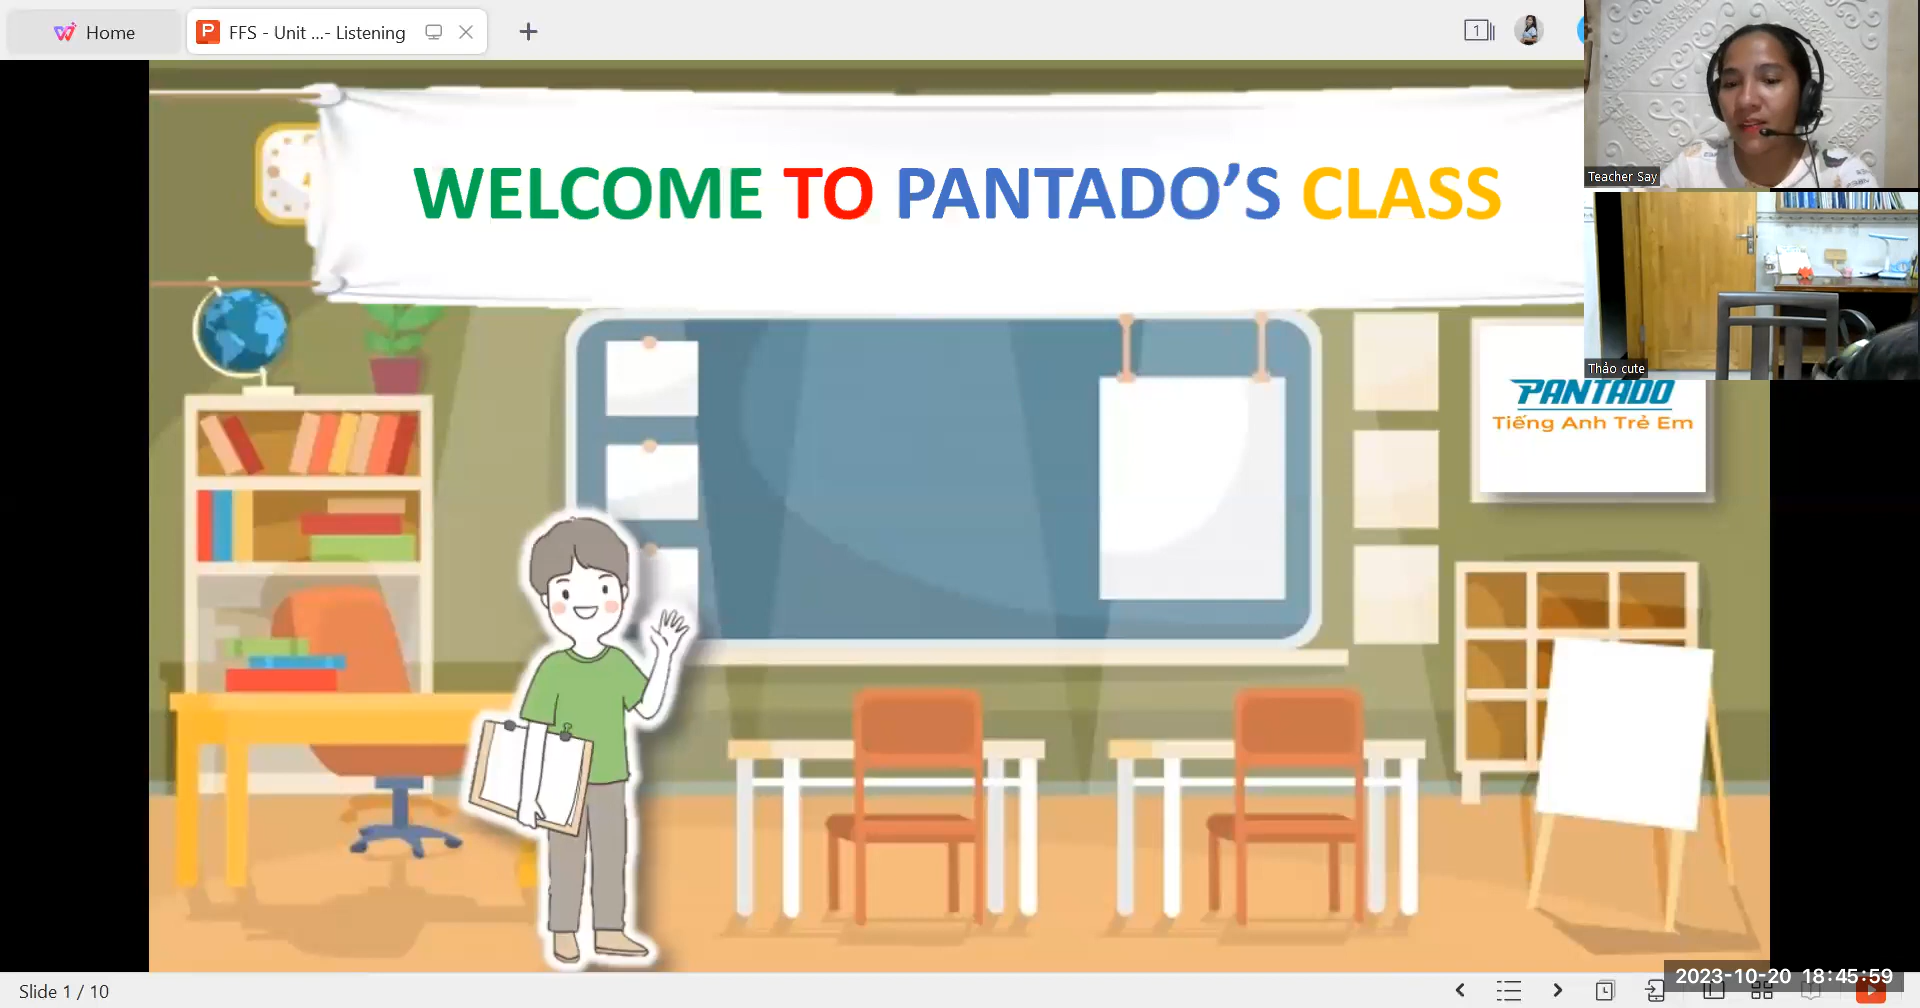 Home
FFS - Unit ...- Listening
1
WELCOME TO PANTADO’S CLASS
Teacher Say
Thảo cute
PANTADO
Tiếng Anh Trẻ Em
Slide 1 / 10
2023-10-20 18:45:59